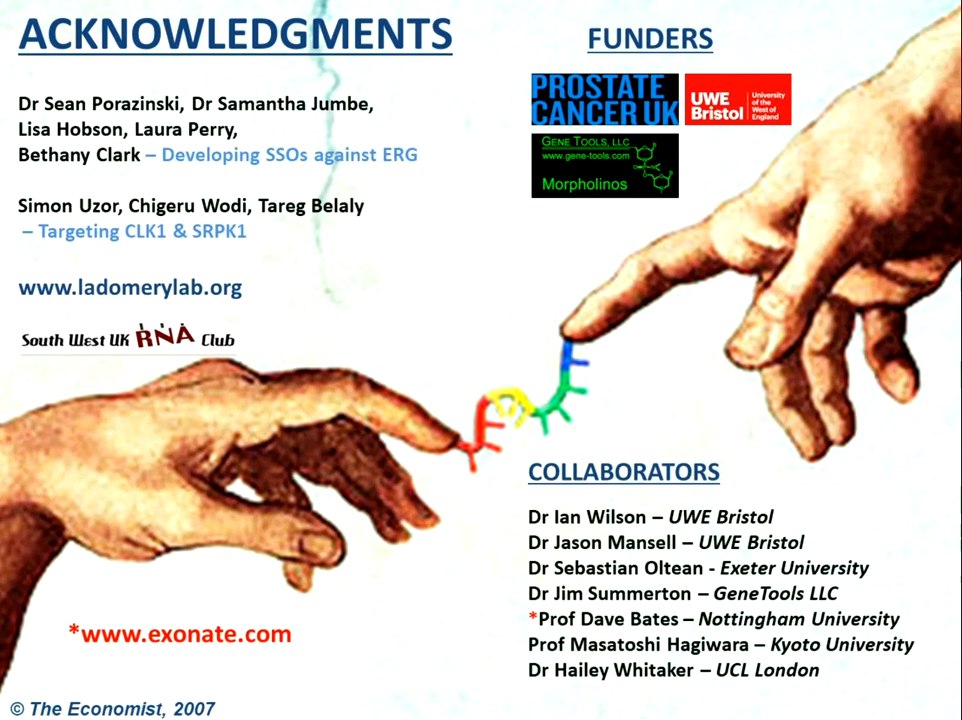 ACKNOWLEDGMENTS
Dr Sean Porazinski, Dr Samantha Jumbe,
Lisa Hobson, Laura Perry,
Bethany Clark – Developing SSOs against ERG
Simon Uzor, Chigeru Wodi, Tareg Belaly
– Targeting CLK1 & SRPK1
www.ladomerylab.org
South West UK RNA Club
FUNDERS
PROSTATE
CANCER UK
UWE
Bristol
University
of the
West of
England
GENE TOOLS, LLC
www.gene-tools.com
Morpholinos
COLLABORATORS
Dr Ian Wilson – UWE Bristol
Dr Jason Mansell – UWE Bristol
Dr Sebastian Oltean - Exeter University
Dr Jim Summerton – GeneTools LLC
*Prof Dave Bates – Nottingham University
Prof Masatoshi Hagiwara – Kyoto University
Dr Hailey Whitaker – UCL London
*www.exonate.com
© The Economist, 2007